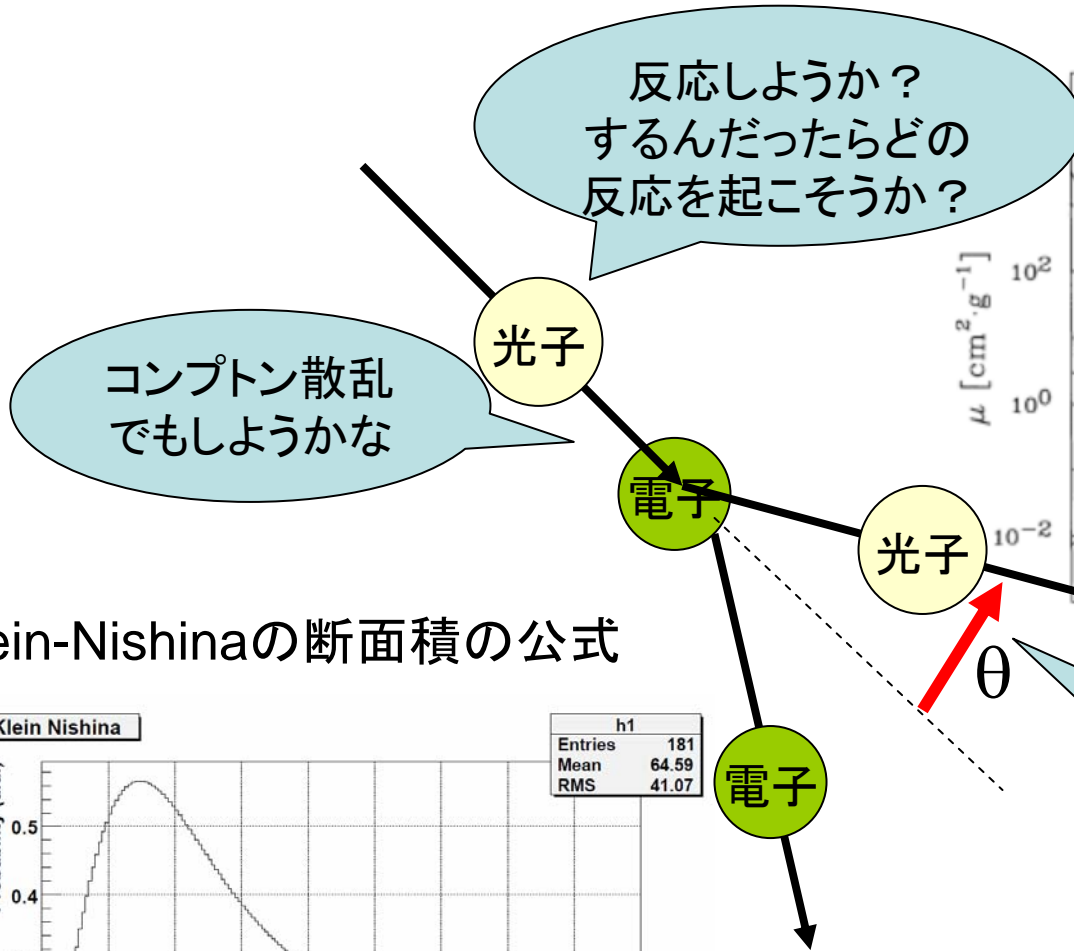 反応しようか？
するんだったらどの
反応を起こそうか？
μ [cm²·g⁻¹]
10²
10⁰
10⁻²
光子
コンプトン散乱
でもしようかな
電子
光子
θ
ein-Nishinaの断面積の公式
Klein Nishina
h1
Entries 181
Mean 64.59
RMS 41.07
0.5
0.4
電子